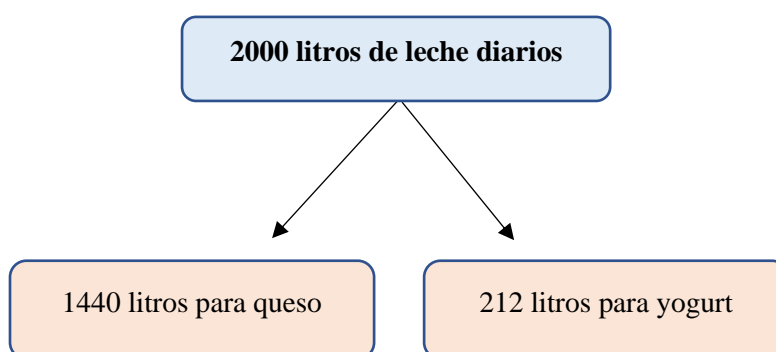 2000 litros de leche diarios
1440 litros para queso
212 litros para yogurt